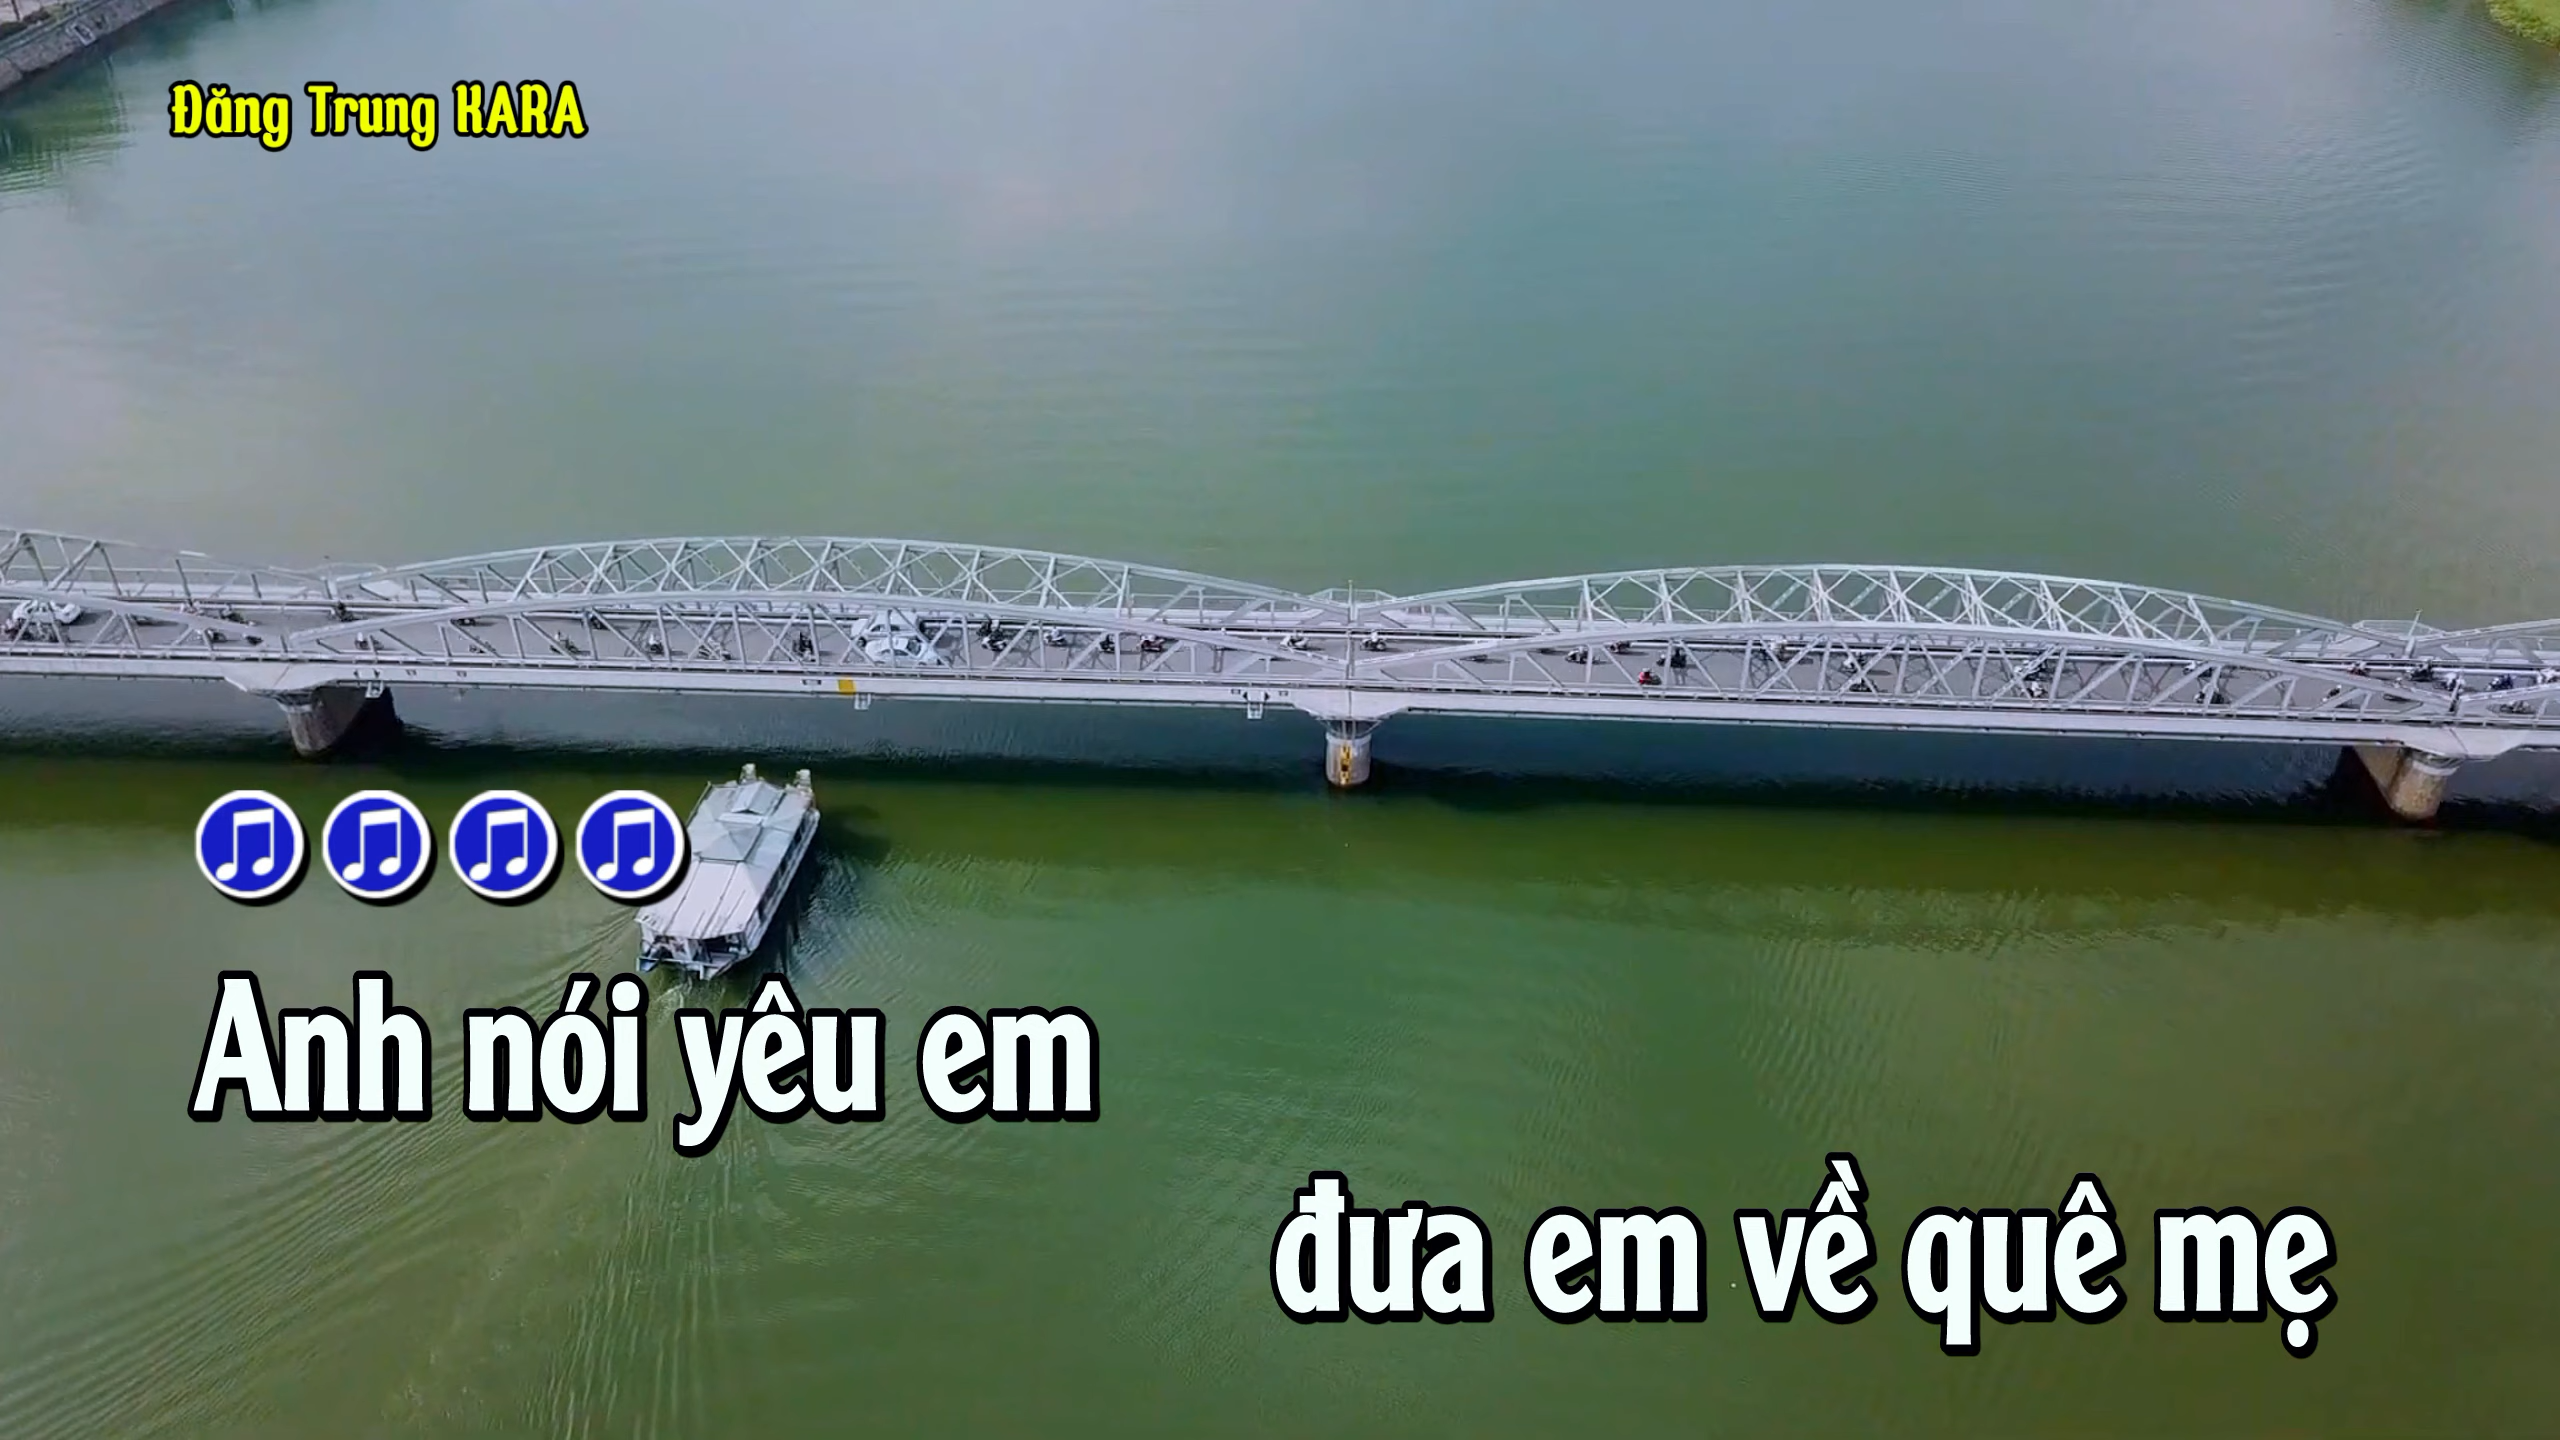 Đăng Trung KARA
Anh nói yêu em
đưa em về quê mẹ